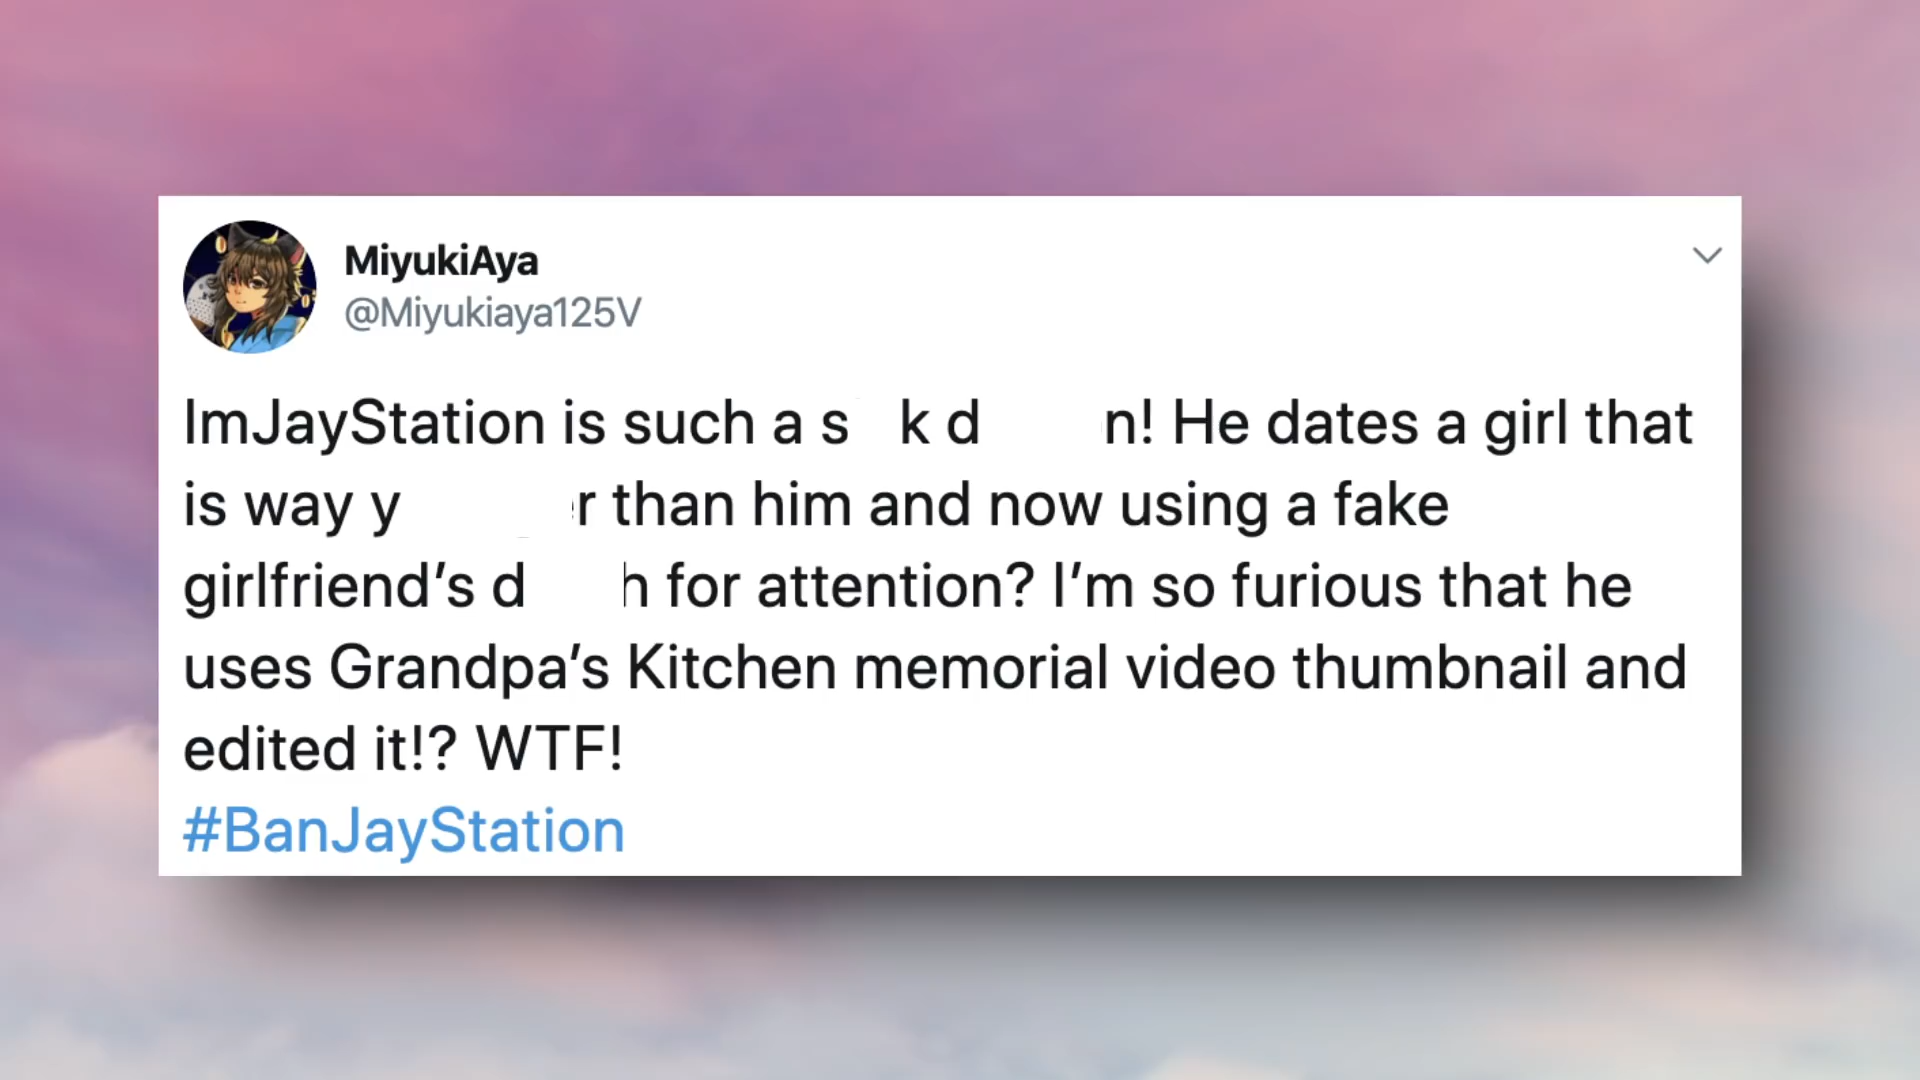 MiyukiAya
@Miyukiaya125V
ImJayStation is such a s k d n! He dates a girl that
is way y r than him and now using a fake
girlfriend's d h for attention? I'm so furious that he
uses Grandpa's Kitchen memorial video thumbnail and
edited it!? WTF!
#BanJayStation